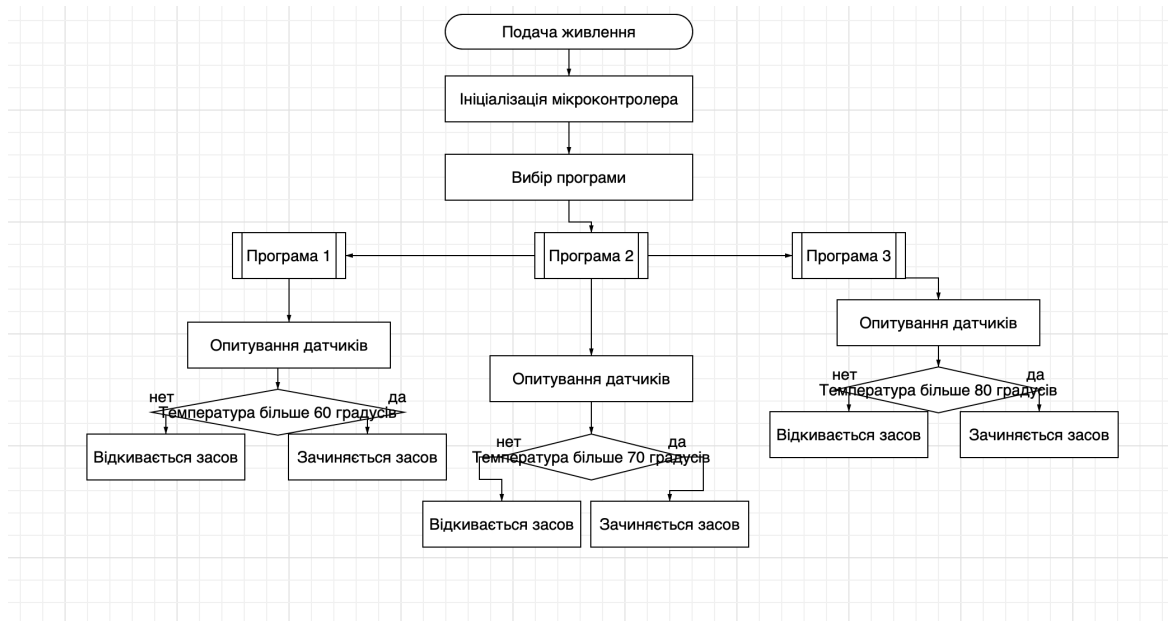 Подача живлення
Ініціалізація мікроконтролера
Вибір програми
Програма 1
Програма 2
Програма 3
Опитування датчиків
нет
да
Температура більше 60 градусів
Відкивається засов
Зачиняється засов
Опитування датчиків
нет
да
Температура більше 70 градусів
Відкивається засов
Зачиняється засов
Опитування датчиків
нет
да
Температура більше 80 градусів
Відкивається засов
Зачиняється засов